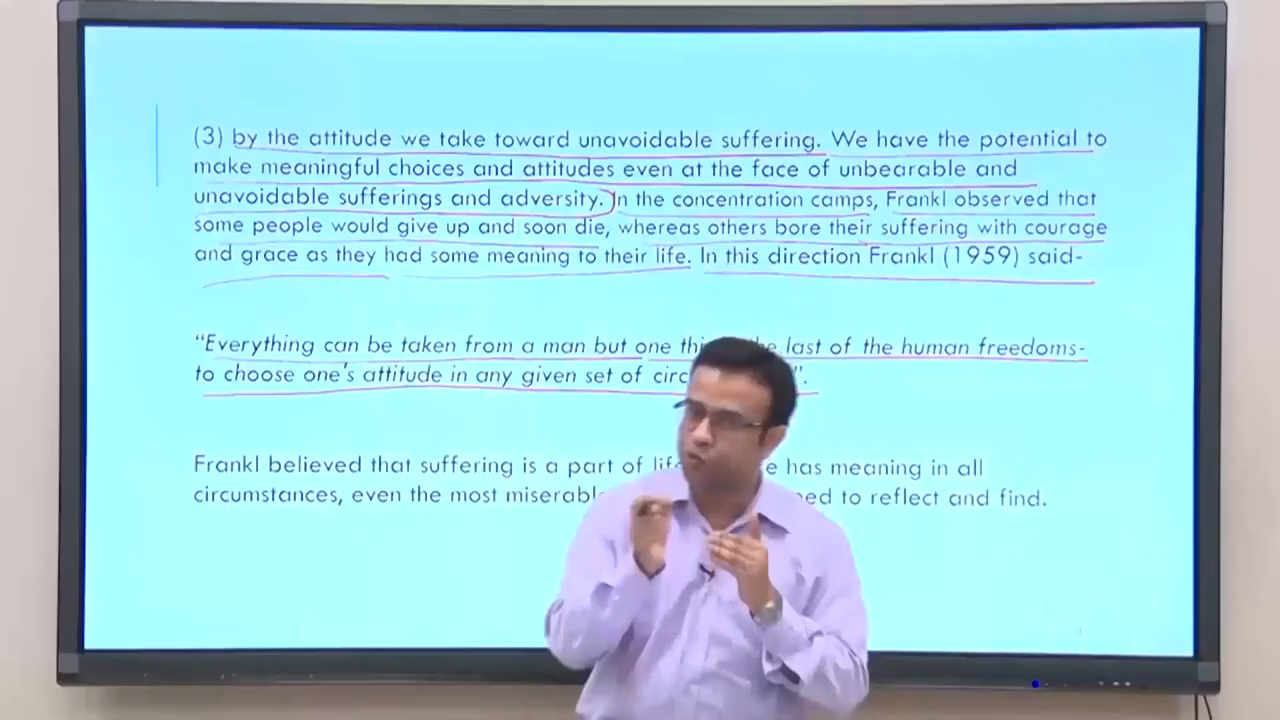 (3) by the attitude we take toward unavoidable suffering. We have the potential to
make meaningful choices and attitudes even at the face of unbearable and
unavoidable sufferings and adversity. In the concentration camps, Frankl observed that
some people would give up and soon die, whereas others bore their suffering with courage
and grace as they had some meaning to their life. In this direction Frankl (1959) said-
"Everything can be taken from a man but one last of the human freedoms-
to choose one's attitude in any given set of ".
Frankl believed that suffering is a part of has meaning in all
circumstances, even the most to reflect and find.